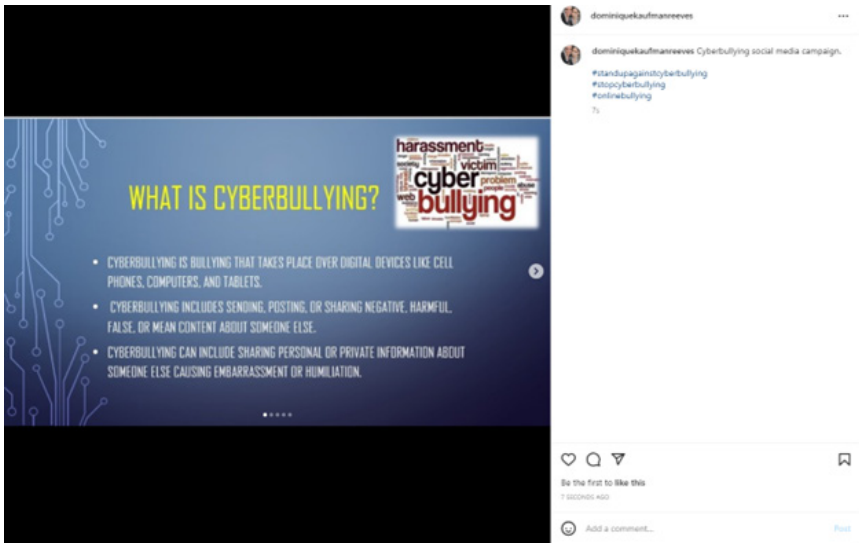 dominiquekaufmanreeves
dominiquekaufmanreeves Cyberbullying social media campaign.
#standupagainstcyberbullying
#stopcyberbullying
#onlinebullying
7s
harassment
society
victim
cyber problem
people
abuse
web
bullying
WHAT IS CYBERBULLYING?
• CYBERBULLYING IS BULLYING THAT TAKES PLACE OVER DIGITAL DEVICES LIKE CELL
PHONES, COMPUTERS, AND TABLETS.
• CYBERBULLYING INCLUDES SENDING, POSTING, OR SHARING NEGATIVE, HARMFUL,
FALSE, OR MEAN CONTENT ABOUT SOMEONE ELSE.
• CYBERBULLYING CAN INCLUDE SHARING PERSONAL OR PRIVATE INFORMATION ABOUT
SOMEONE ELSE CAUSING EMBARRASSMENT OR HUMILIATION.
Be the first to like this
7 SECONDS AGO
Add a comment...
Post